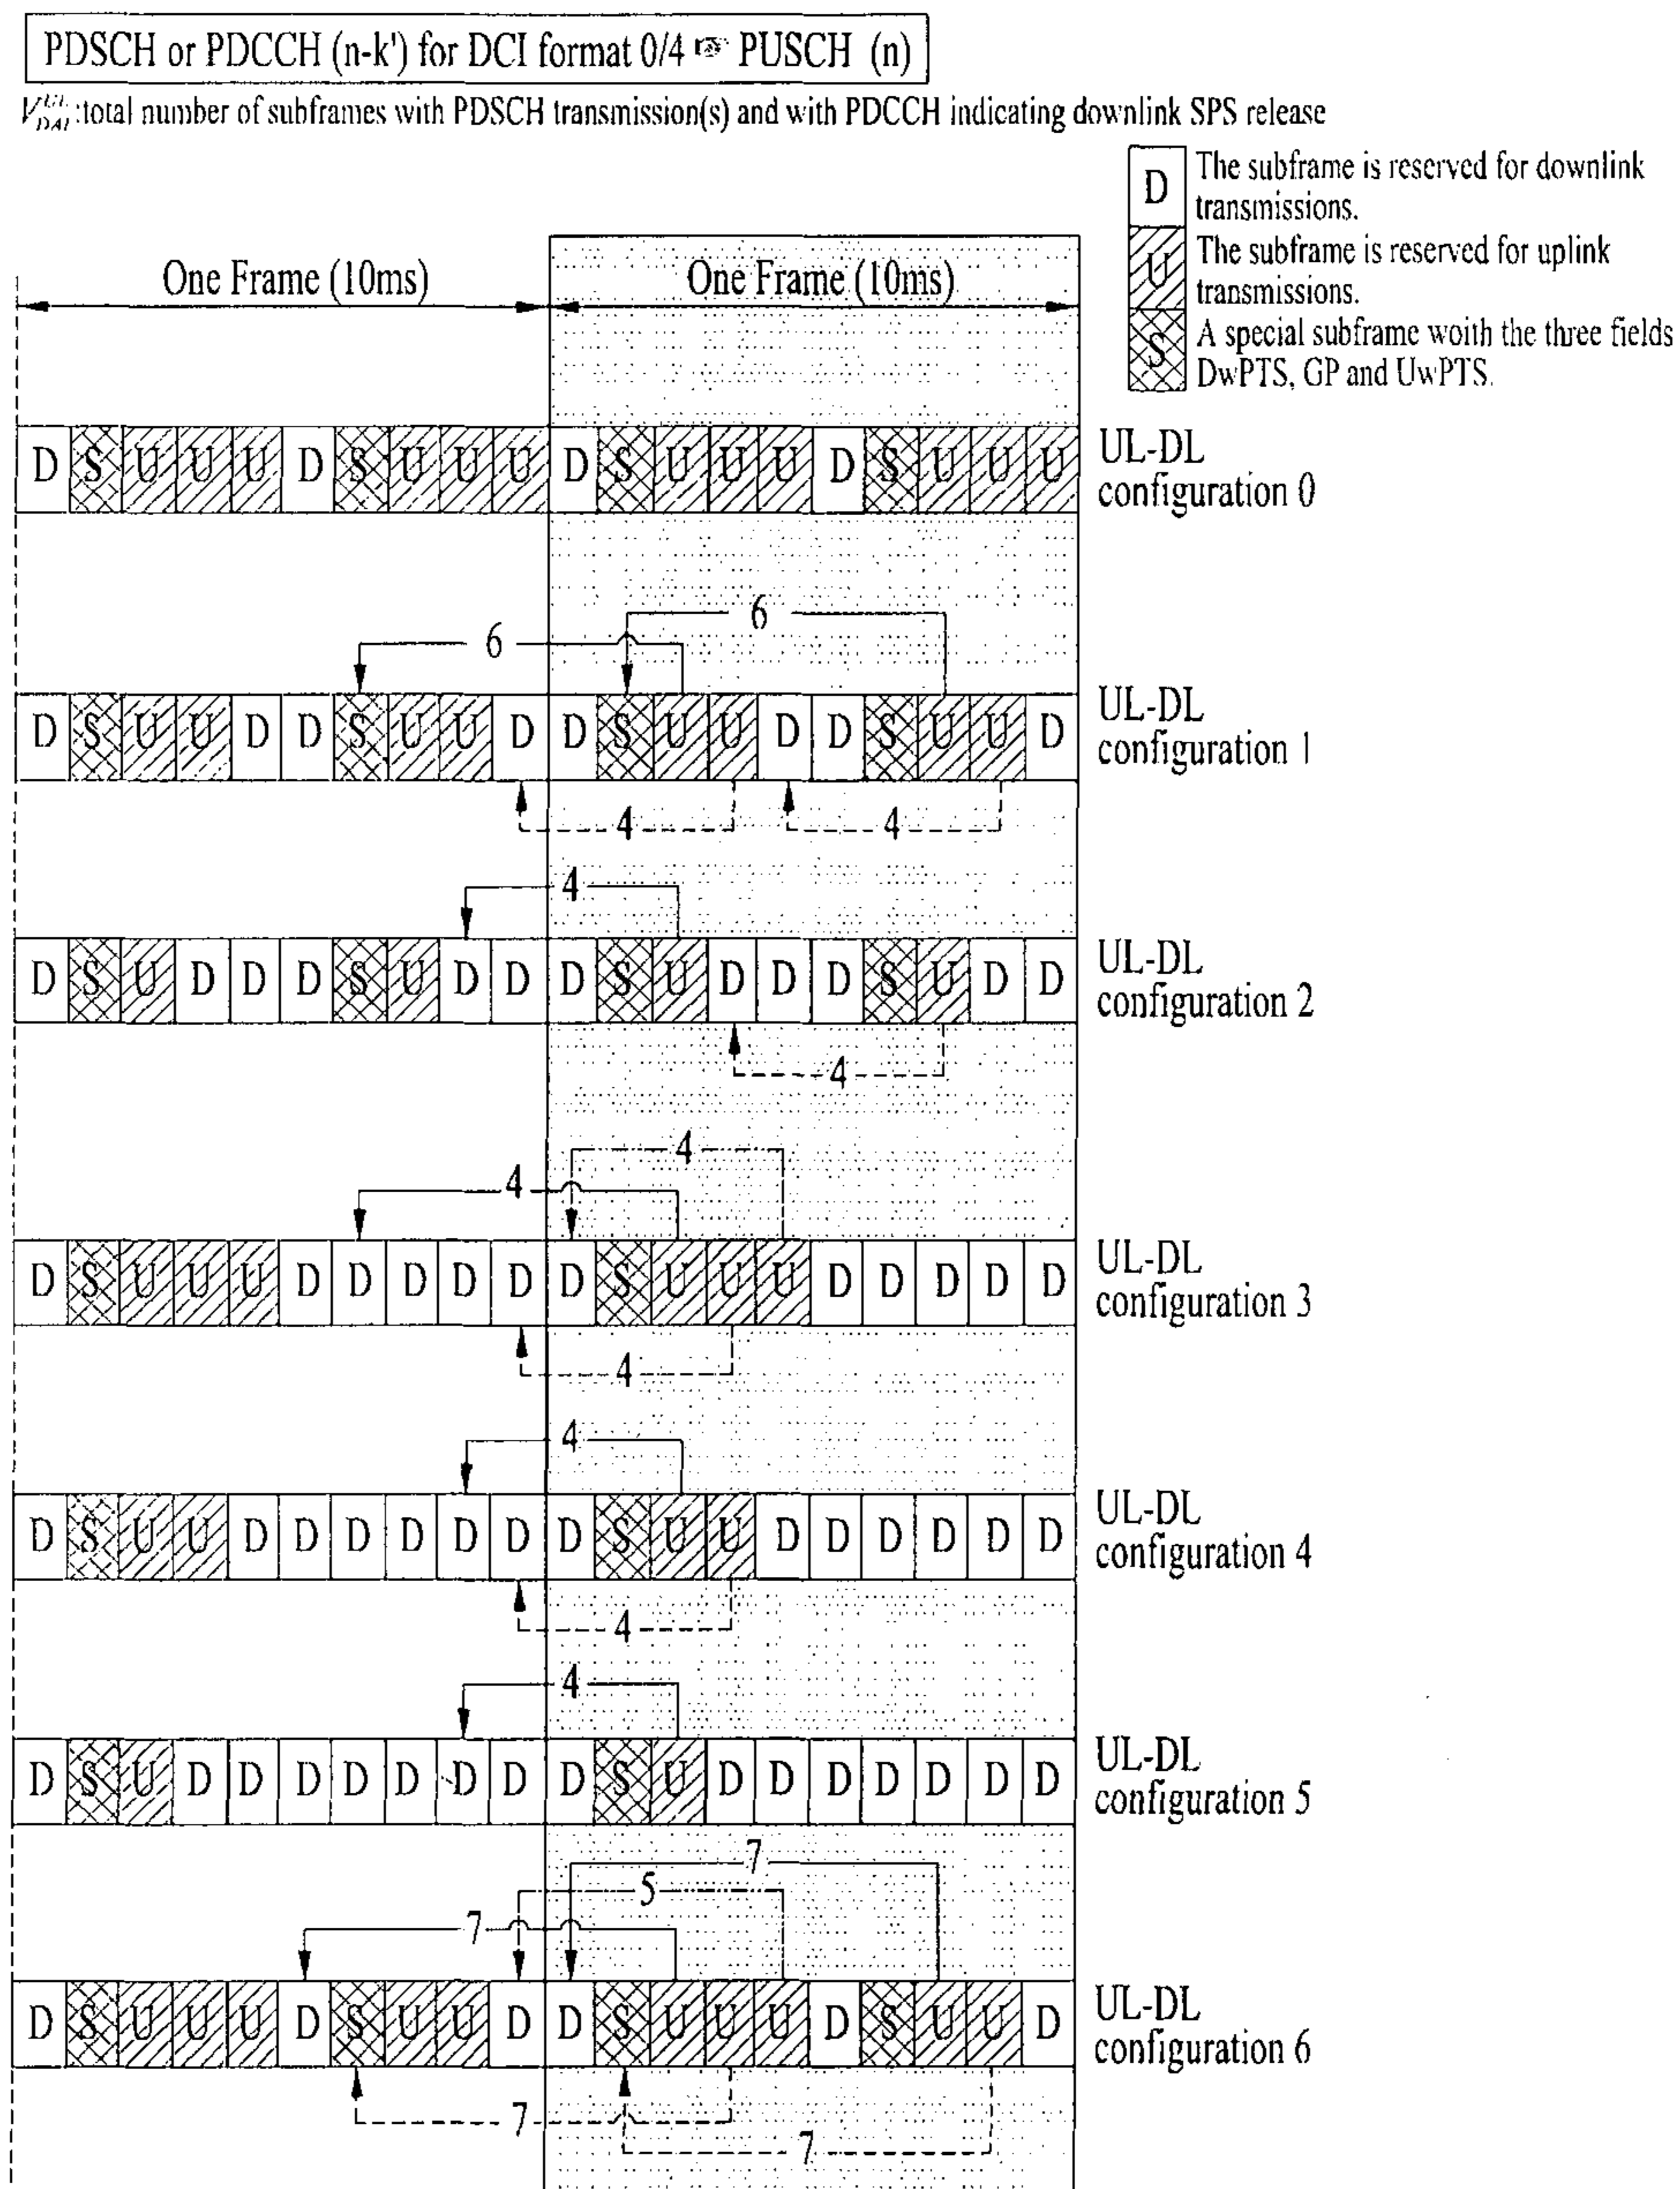 PDSCH or PDCCH (n-k') for DCI format 0/4 ☞ PUSCH (n)
V_{DAI}^{UL}:total number of subframes with PDSCH transmission(s) and with PDCCH indicating downlink SPS release
D The subframe is reserved for downlink
transmissions.
U The subframe is reserved for uplink
transmissions.
S A special subframe woith the three fields
DwPTS, GP and UwPTS.
One Frame (10ms) One Frame (10ms)
D S U U U D S U U U D S U U U D S U U U
UL-DL
configuration 0
6
6
D S U U D D S U U D D S U U D D S U U D
UL-DL
configuration 1
4 4
4
D S U D D D S U D D D S U D D D S U D D
UL-DL
configuration 2
4
4
4
D S U U U D D D D D D S U U U D D D D D
UL-DL
configuration 3
4
4
D S U U D D D D D D D S U U D D D D D D
UL-DL
configuration 4
4
4
D S U D D D D D D D D S U D D D D D D D
UL-DL
configuration 5
7
5
7
D S U U U D S U U D D S U U U D S U U D
UL-DL
configuration 6
7
7